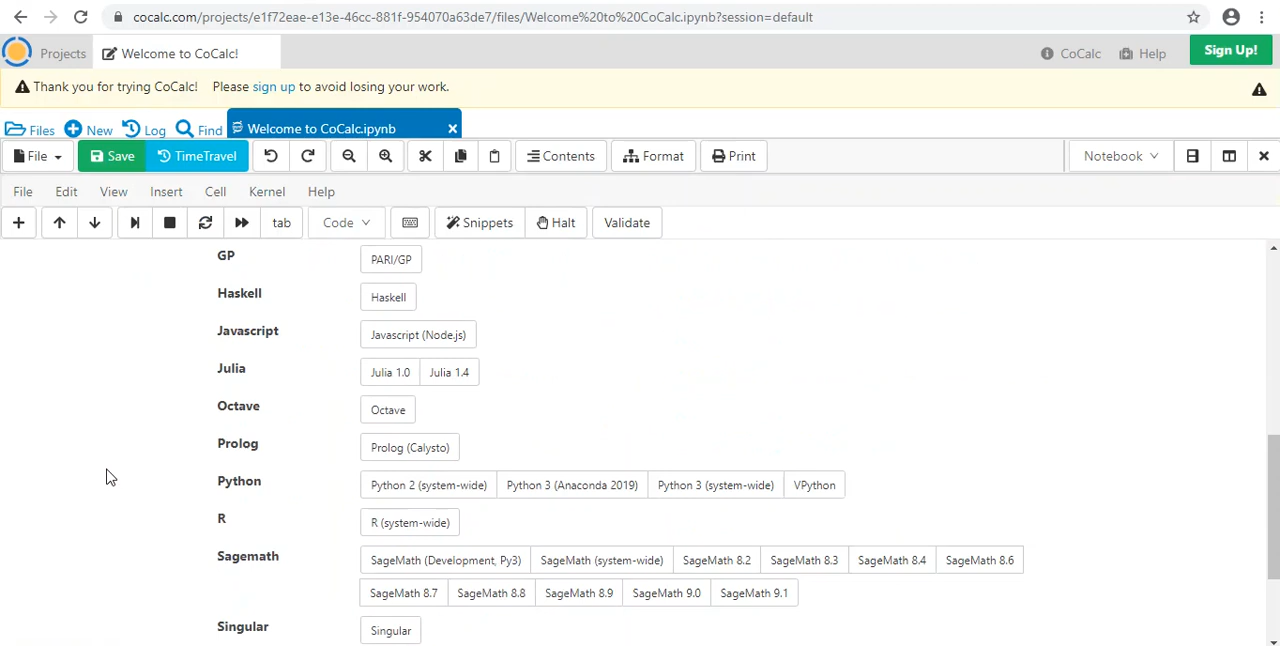 cocalc.com/projects/e1f72eae-e13e-46cc-881f-954070a63de7/files/Welcome%20to%20CoCalc.ipynb?session=default
Projects Welcome to CoCalc! CoCalc Help Sign Up!
Thank you for trying CoCalc! Please sign up to avoid losing your work.
Files New Log Find Welcome to CoCalc.ipynb
File Save TimeTravel Contents Format Print Notebook
File Edit View Insert Cell Kernel Help
tab Code Snippets Halt Validate
GP PARI/GP
Haskell Haskell
Javascript Javascript (Node.js)
Julia Julia 1.0 Julia 1.4
Octave Octave
Prolog Prolog (Calysto)
Python Python 2 (system-wide) Python 3 (Anaconda 2019) Python 3 (system-wide) VPython
R R (system-wide)
Sagemath SageMath (Development, Py3) SageMath (system-wide) SageMath 8.2 SageMath 8.3 SageMath 8.4 SageMath 8.6
SageMath 8.7 SageMath 8.8 SageMath 8.9 SageMath 9.0 SageMath 9.1
Singular Singular